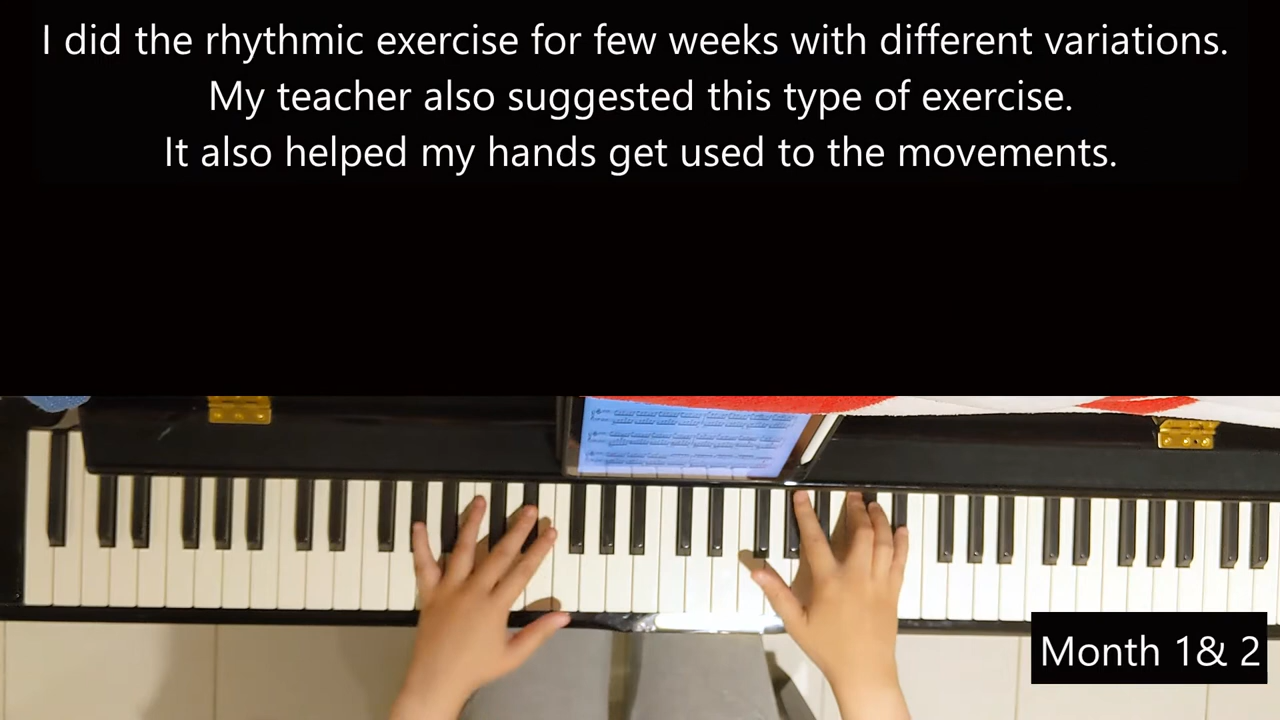 I did the rhythmic exercise for few weeks with different variations.
My teacher also suggested this type of exercise.
It also helped my hands get used to the movements.
Month 1& 2